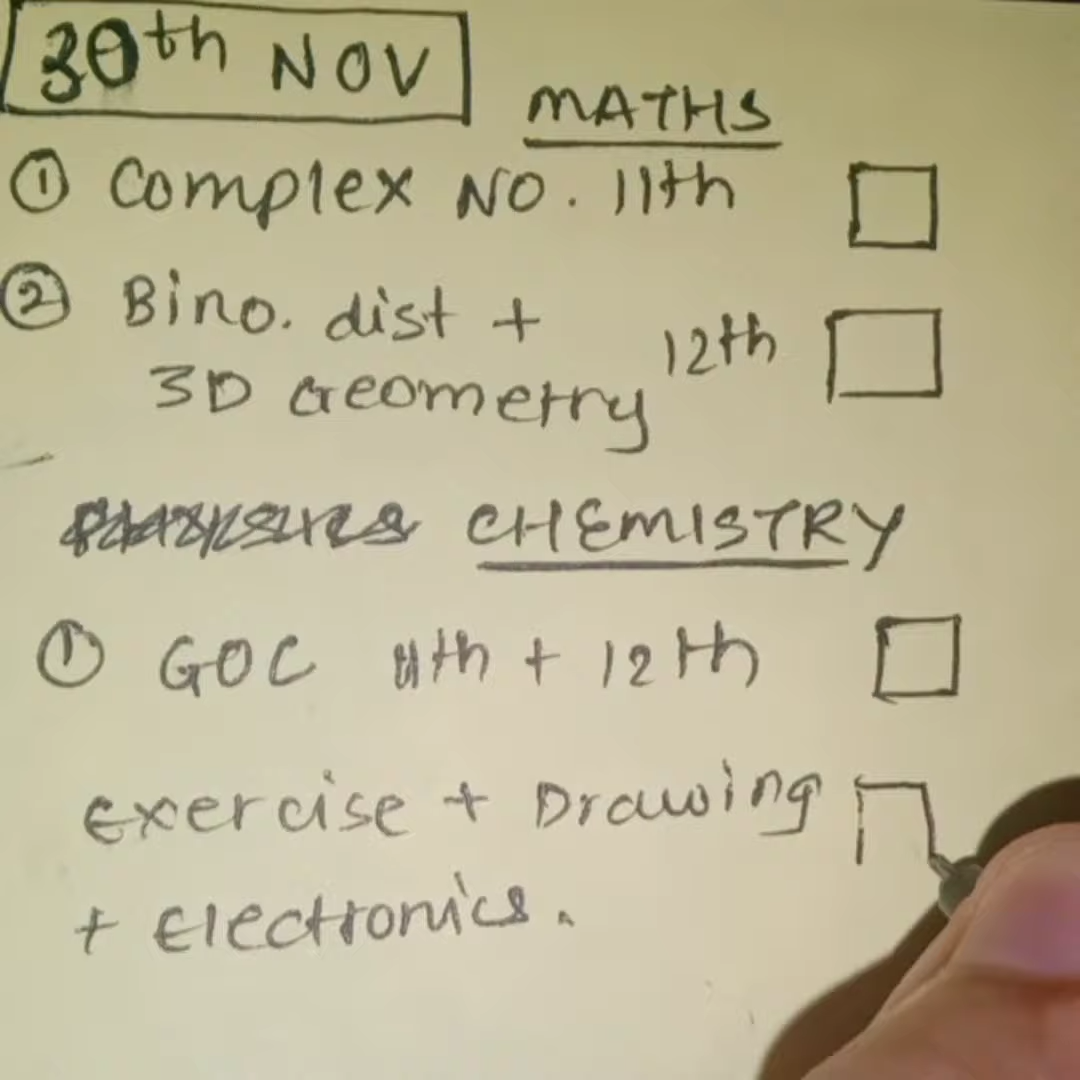 30th NOV
MATHS
① Complex NO. 11th
② Bino. dist +
3D Geometry 12th
CHEMISTRY
① GOC 11th + 12th
Exercise + Drawing
+ Electronics.